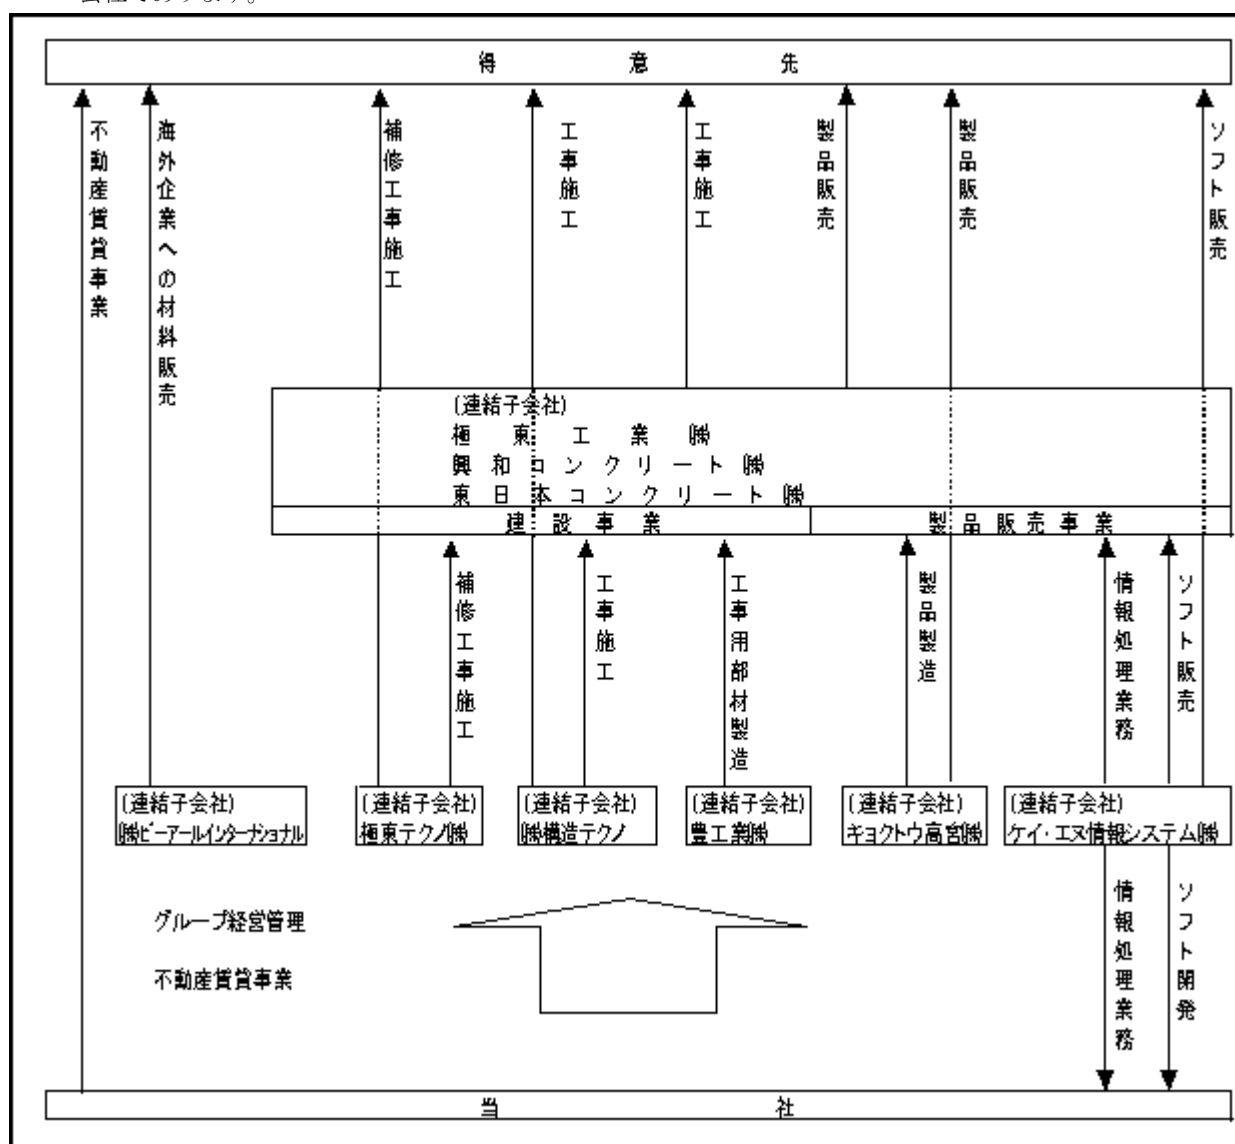 会社であります。
得意先
不動産賃貸事業
海外企業への材料販売
補修工事施工
工事施工
工事施工
製品販売
製品販売
ソフト販売
(連結子会社)
極東工業㈱
興和コンクリート㈱
東日本コンクリート㈱
建設事業
製品販売事業
補修工事施工
工事施工
工事用部材製造
製品製造
情報処理業務
ソフト販売
(連結子会社)
㈱ビーアールインターナショナル
(連結子会社)
極東テクノ㈱
(連結子会社)
㈱構造テクノ
(連結子会社)
豊工業㈱
(連結子会社)
キョクトウ高宮㈱
(連結子会社)
ケイ・エヌ情報システム㈱
グループ経営管理
不動産賃貸事業
情報処理業務
ソフト開発
当社